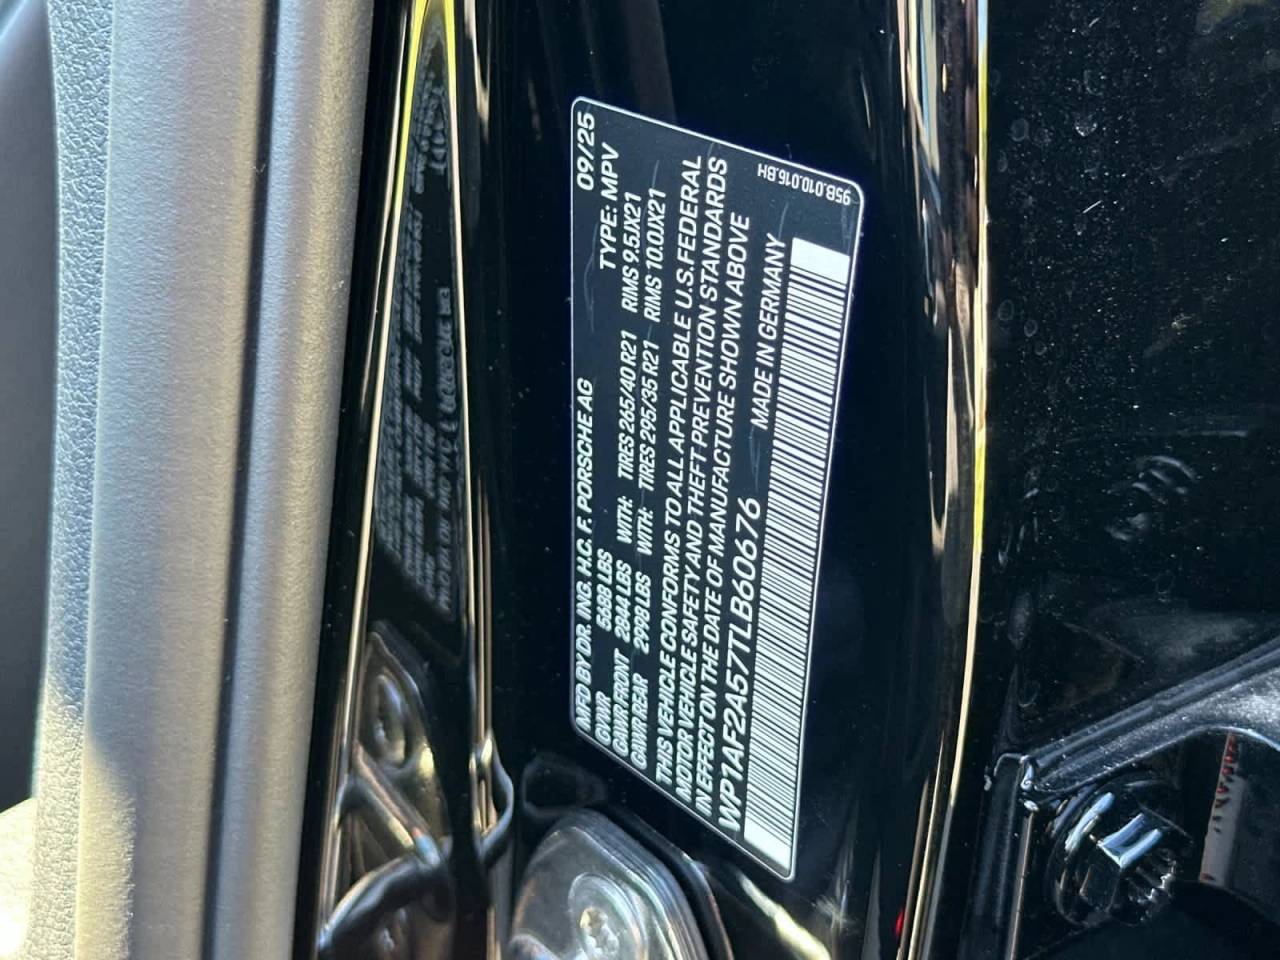 MFD BY DR. ING. H.C. F. PORSCHE AG 09/25
GVWR 5688 LBS TYPE: MPV
GAWR FRONT 2844 LBS WITH: TIRES 265/40 R21 RIMS 9.5JX21
GAWR REAR 2998 LBS WITH: TIRES 295/35 R21 RIMS 10.0JX21
THIS VEHICLE CONFORMS TO ALL APPLICABLE U.S. FEDERAL
MOTOR VEHICLE SAFETY AND THEFT PREVENTION STANDARDS
IN EFFECT ON THE DATE OF MANUFACTURE SHOWN ABOVE
WP1AF2A57TLB60676 MADE IN GERMANY
95B.010.016.BH